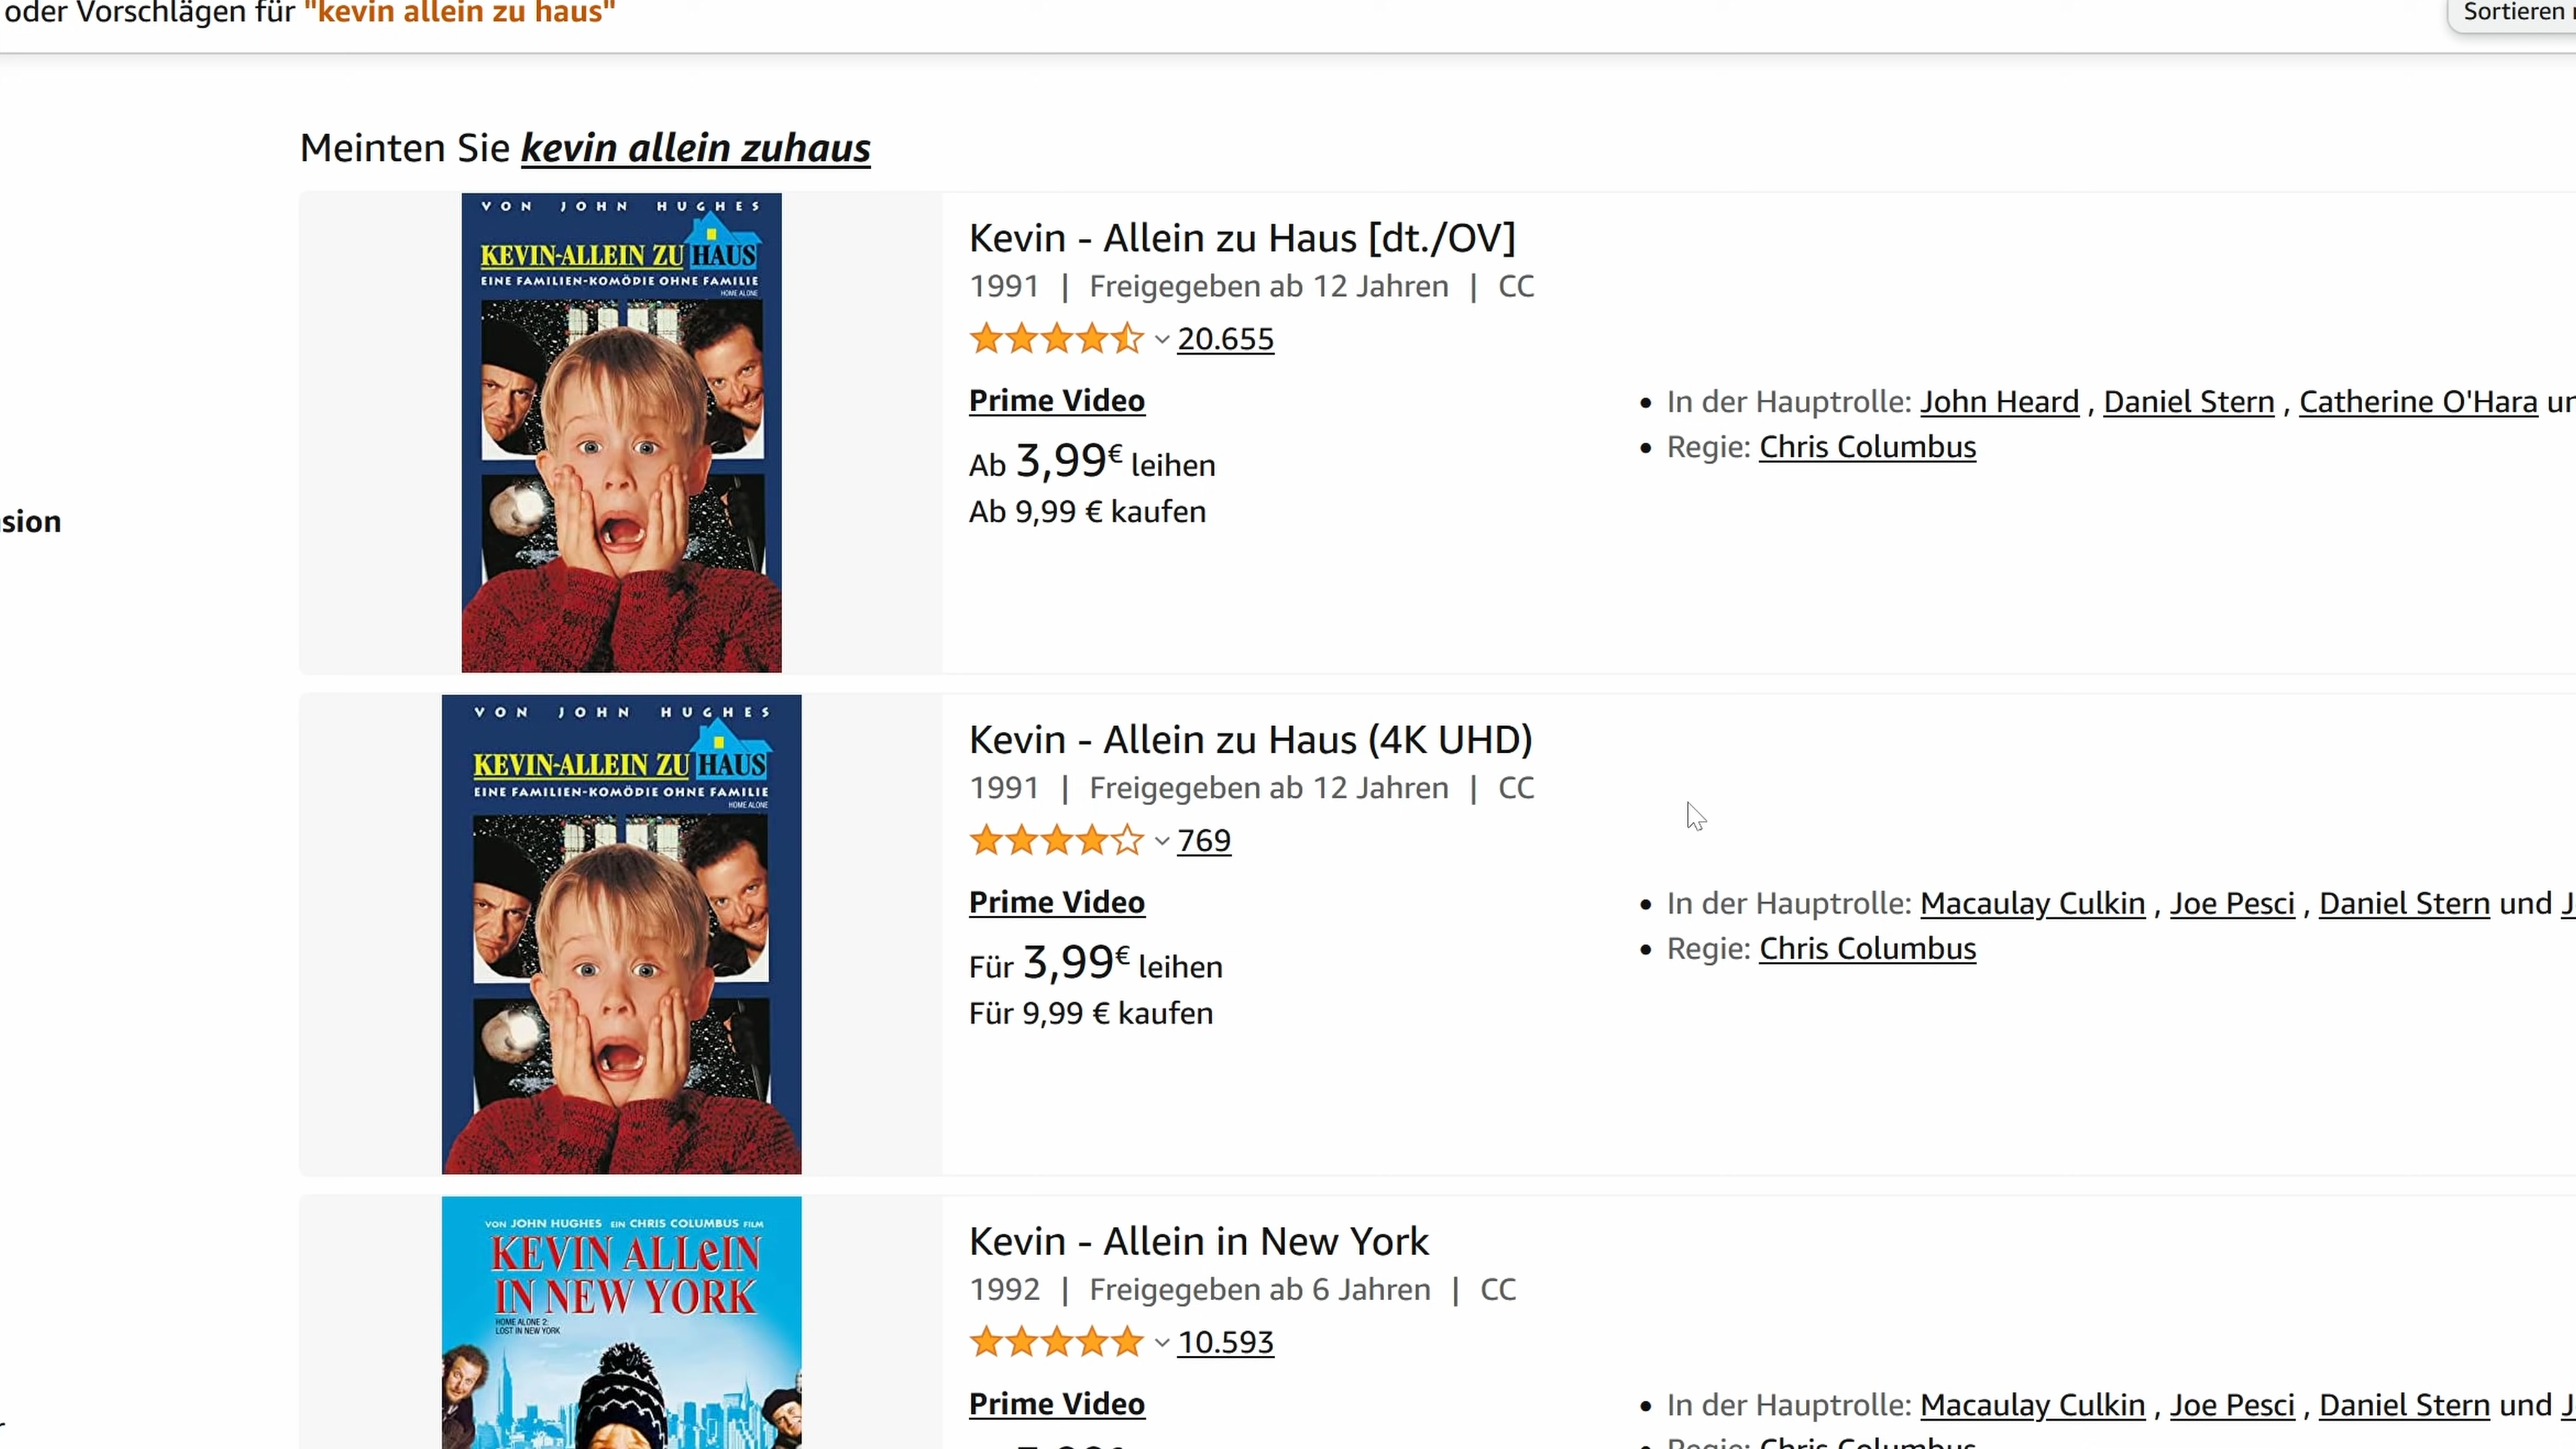 oder Vorschlägen für "kevin allein zu haus"
Sortieren
Meinten Sie kevin allein zuhaus
VON JOHN HUGHES
KEVIN-ALLEIN ZU HAUS
EINE FAMILIEN-KOMÖDIE OHNE FAMILIE
HOME ALONE
Kevin - Allein zu Haus [dt./OV]
1991 | Freigegeben ab 12 Jahren | CC
20.655
Prime Video
Ab 3,99€ leihen
Ab 9,99 € kaufen
• In der Hauptrolle: John Heard , Daniel Stern , Catherine O'Hara
• Regie: Chris Columbus
sion
VON JOHN HUGHES
KEVIN-ALLEIN ZU HAUS
EINE FAMILIEN-KOMÖDIE OHNE FAMILIE
HOME ALONE
Kevin - Allein zu Haus (4K UHD)
1991 | Freigegeben ab 12 Jahren | CC
769
Prime Video
Für 3,99€ leihen
Für 9,99 € kaufen
• In der Hauptrolle: Macaulay Culkin , Joe Pesci , Daniel Stern und
• Regie: Chris Columbus
VON JOHN HUGHES EIN CHRIS COLUMBUS FILM
KEVIN ALLeIN
IN NEW YORK
HOME ALONE 2:
LOST IN NEW YORK
Kevin - Allein in New York
1992 | Freigegeben ab 6 Jahren | CC
10.593
Prime Video
• In der Hauptrolle: Macaulay Culkin , Joe Pesci , Daniel Stern und
• Regie: Chris Columbus